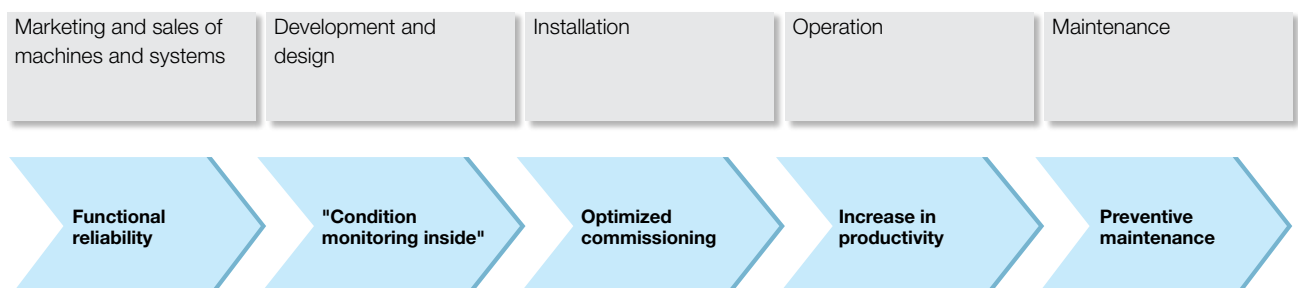 Marketing and sales of
machines and systems
Development and
design
Installation
Operation
Maintenance
Functional
reliability
"Condition
monitoring inside"
Optimized
commissioning
Increase in
productivity
Preventive
maintenance